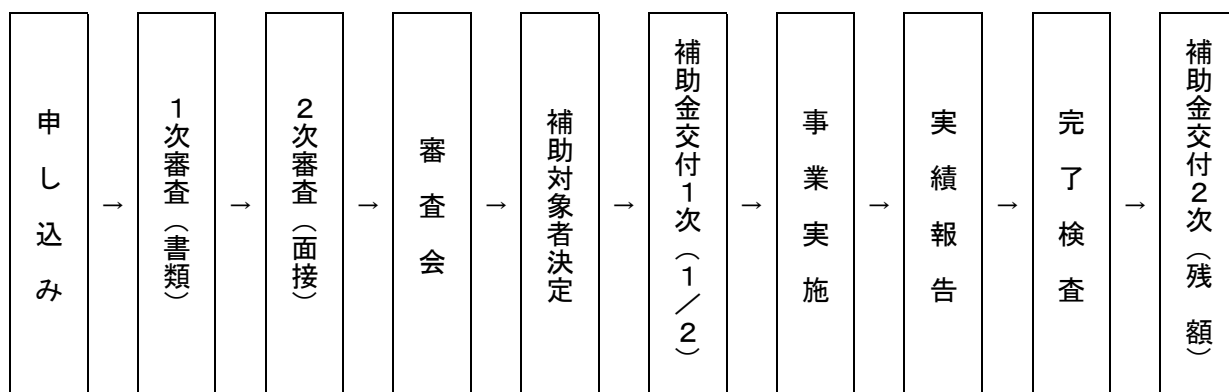 申し込み
→
1次審査（書類）
→
2次審査（面接）
→
審査会
→
補助対象者決定
→
補助金交付1次（1／2）
→
事業実施
→
実績報告
→
完了検査
→
補助金交付2次（残額）